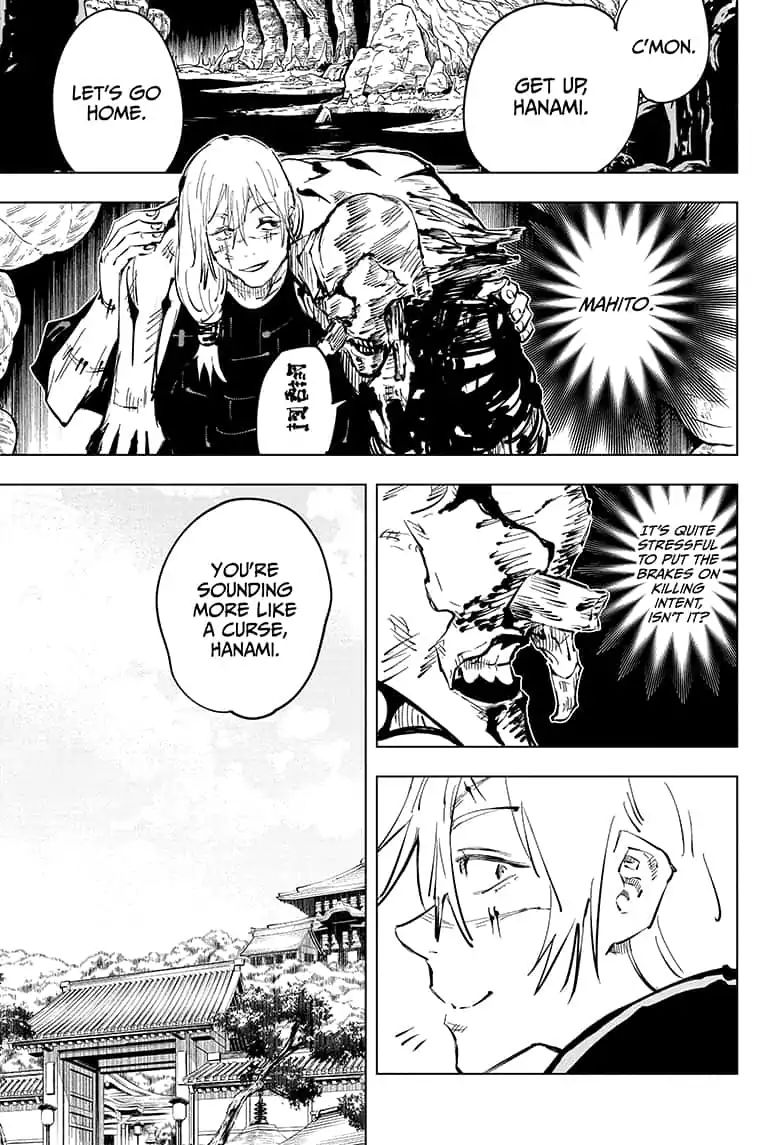 C'MON.
GET UP,
HANAMI.
LET'S GO
HOME.
MAHITO.
IT'S QUITE
STRESSFUL
TO PUT THE
BRAKES ON
KILLING
INTENT,
ISN'T IT?
YOU'RE
SOUNDING
MORE LIKE
A CURSE,
HANAMI.